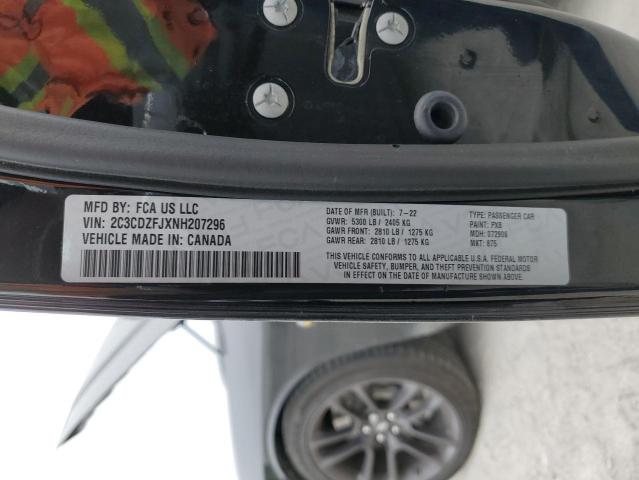 MFD BY: FCA US LLC
VIN: 2C3CDZFJXNH207296
VEHICLE MADE IN: CANADA
DATE OF MFR (BUILT): 7-22
GVWR: 5300 LB / 2405 KG
GAWR FRONT: 2810 LB / 1275 KG
GAWR REAR: 2810 LB / 1275 KG
TYPE: PASSENGER CAR
PAINT: PX8
MDH: 072906
MKT: 875
THIS VEHICLE CONFORMS TO ALL APPLICABLE U.S.A. FEDERAL MOTOR
VEHICLE SAFETY, BUMPER, AND THEFT PREVENTION STANDARDS
IN EFFECT ON THE DATE OF MANUFACTURE SHOWN ABOVE.